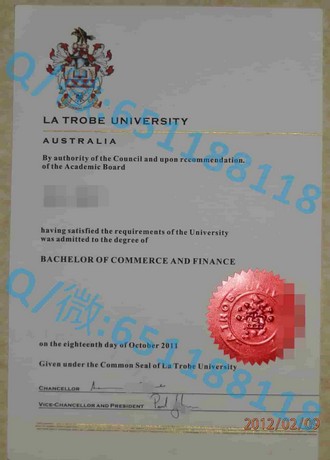 LA TROBE UNIVERSITY
AUSTRALIA
By authority of the Council and upon recommendation
of the Academic Board
having satisfied the requirements of the University
was admitted to the degree of
BACHELOR OF COMMERCE AND FINANCE
on the eighteenth day of October 2011
Given under the Common Seal of La Trobe University
CHANCELLOR
VICE-CHANCELLOR AND PRESIDENT
2012/02/09
Q/微:651188118
Q/微:651188118